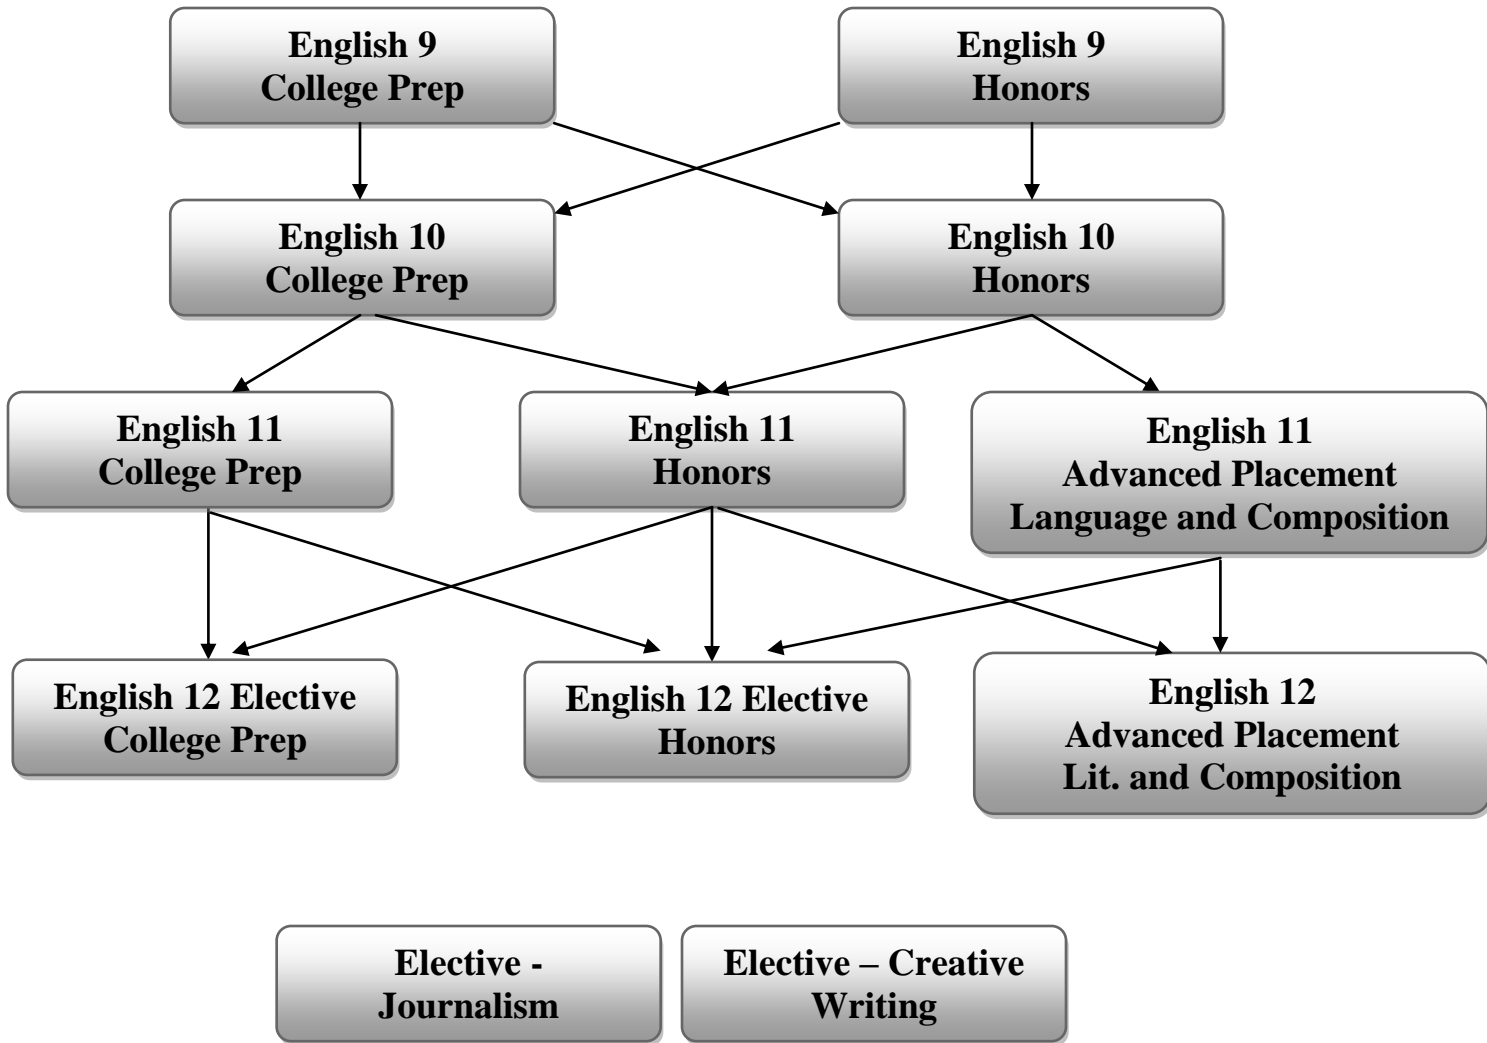 English 9
College Prep
English 9
Honors
English 10
College Prep
English 10
Honors
English 11
College Prep
English 11
Honors
English 11
Advanced Placement
Language and Composition
English 12 Elective
College Prep
English 12 Elective
Honors
English 12
Advanced Placement
Lit. and Composition
Elective -
Journalism
Elective – Creative
Writing